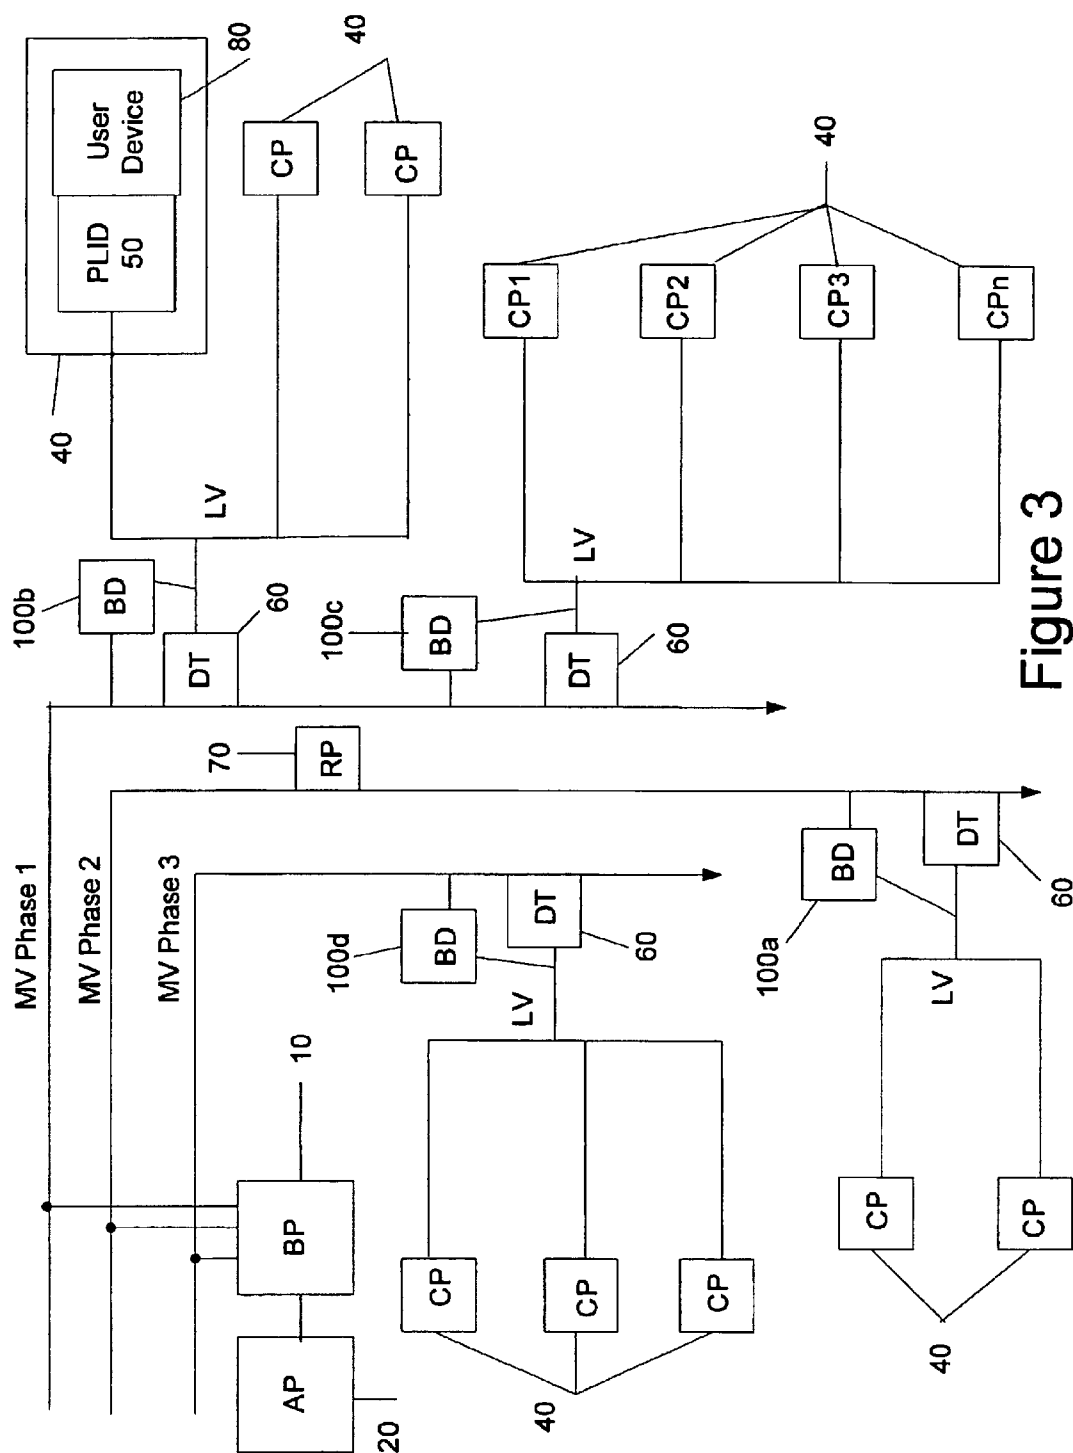 MV Phase 1
MV Phase 2
MV Phase 3
AP
20
BP
10
100b
BD
DT
60
LV
40
PLID
50
User
Device
80
CP
CP
40
70
RP
100c
BD
DT
60
LV
CP1
CP2
CP3
CPn
40
100d
BD
DT
60
LV
CP
CP
CP
40
100a
BD
DT
60
LV
CP
CP
40
Figure 3